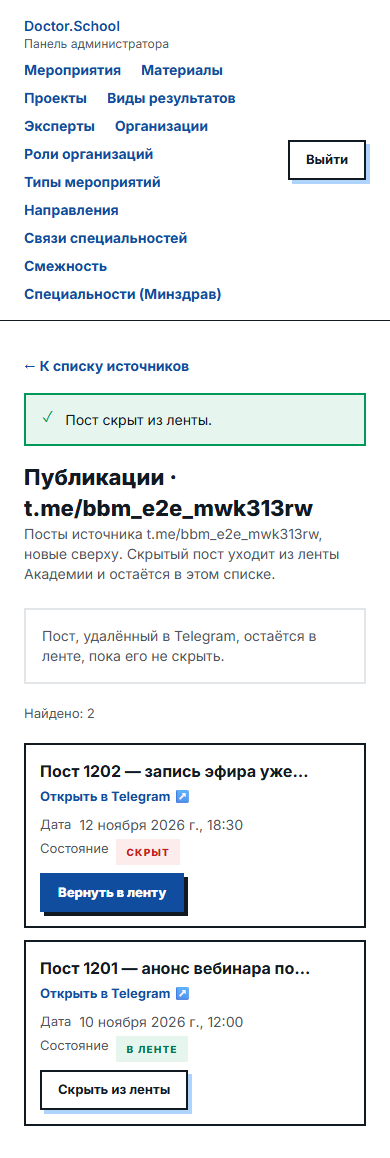 Doctor.School
Панель администратора
Мероприятия Материалы
Проекты Виды результатов
Эксперты Организации
Роли организаций
Выйти
Типы мероприятий
Направления
Связи специальностей
Смежность
Специальности (Минздрав)
← К списку источников
✓ Пост скрыт из ленты.
Публикации ·
t.me/bbm_e2e_mwk313rw
Посты источника t.me/bbm_e2e_mwk313rw,
новые сверху. Скрытый пост уходит из ленты
Академии и остаётся в этом списке.
Пост, удалённый в Telegram, остаётся в
ленте, пока его не скрыть.
Найдено: 2
Пост 1202 — запись эфира уже...
Открыть в Telegram ↗
Дата 12 ноября 2026 г., 18:30
Состояние СКРЫТ
Вернуть в ленту
Пост 1201 — анонс вебинара по...
Открыть в Telegram ↗
Дата 10 ноября 2026 г., 12:00
Состояние В ЛЕНТЕ
Скрыть из ленты